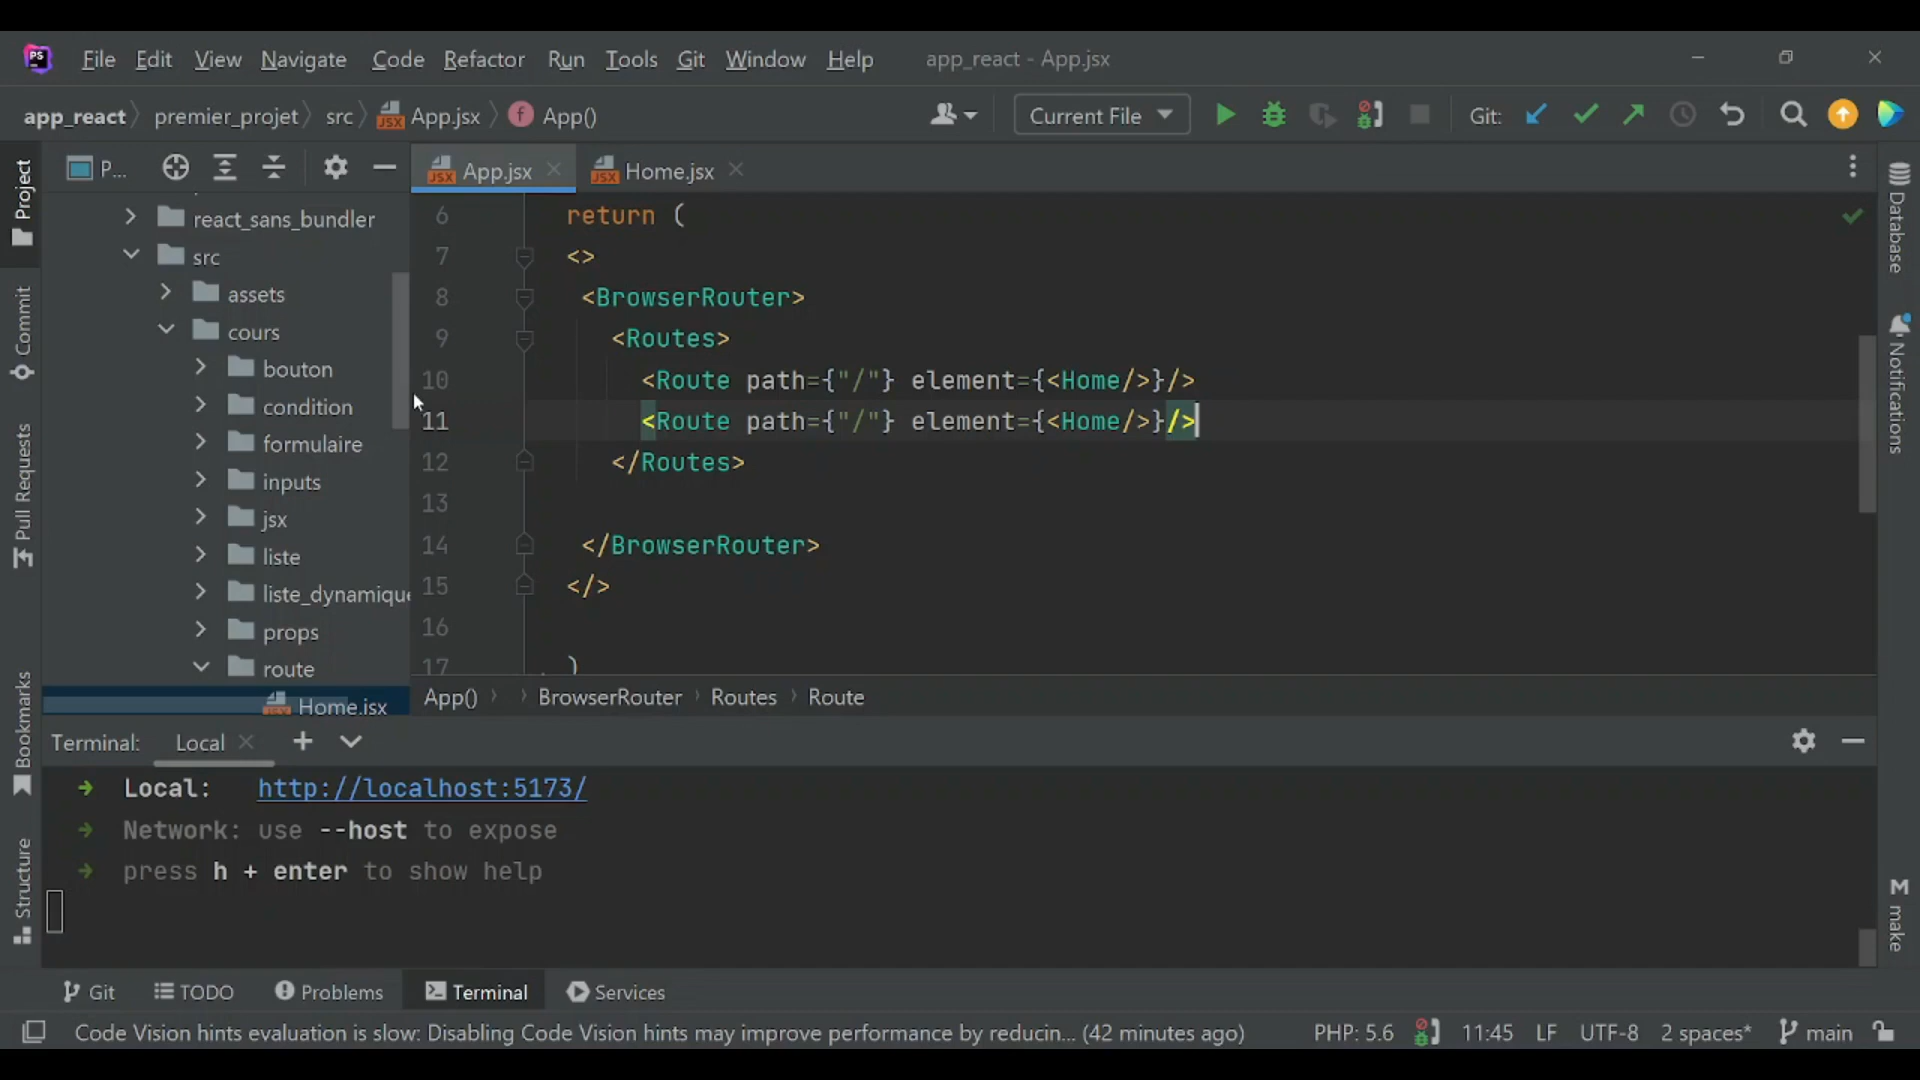 PS File Edit View Navigate Code Refactor Run Tools Git Window Help app_react - App.jsx
app_react premier_projet src App.jsx f App() Current File Git:
Project
Commit
Pull Requests
Bookmarks
Structure
P...
react_sans_bundler
src
assets
cours
bouton
condition
formulaire
inputs
jsx
liste
liste_dynamique
props
route
Home.jsx
App.jsx Home.jsx
6 return (
7 <>
8 <BrowserRouter>
9 <Routes>
10 <Route path={"/"} element={<Home/>}/>
11 <Route path={"/"} element={<Home/>}/>
12 </Routes>
13
14 </BrowserRouter>
15 </>
16
17 )
App() BrowserRouter Routes Route
Database
Notifications
M make
Terminal: Local
➜ Local: http://localhost:5173/
➜ Network: use --host to expose
➜ press h + enter to show help
Git TODO Problems Terminal Services
Code Vision hints evaluation is slow: Disabling Code Vision hints may improve performance by reducin... (42 minutes ago) PHP: 5.6 11:45 LF UTF-8 2 spaces* main